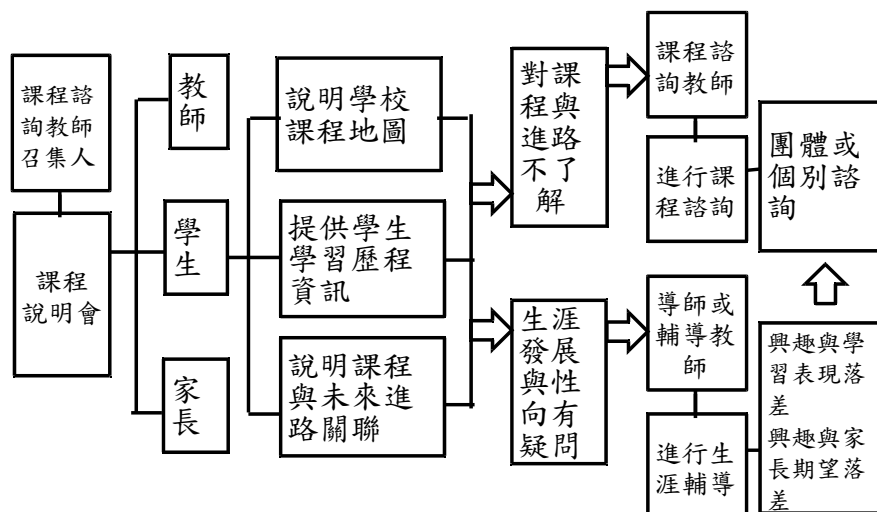 課程諮
詢教師
召集人
課程
說明會
教
師
學
生
家
長
說明學校
課程地圖
提供學生
學習歷程
資訊
說明課程
與未來進
路關聯
對課
程與
進路
不了
解
生涯
發展
與性
向有
疑問
課程諮
詢教師
進行課
程諮詢
團體或
個別諮
詢
導師或
輔導教
師
進行生
涯輔導
興趣與學
習表現落
差
興趣與家
長期望落
差